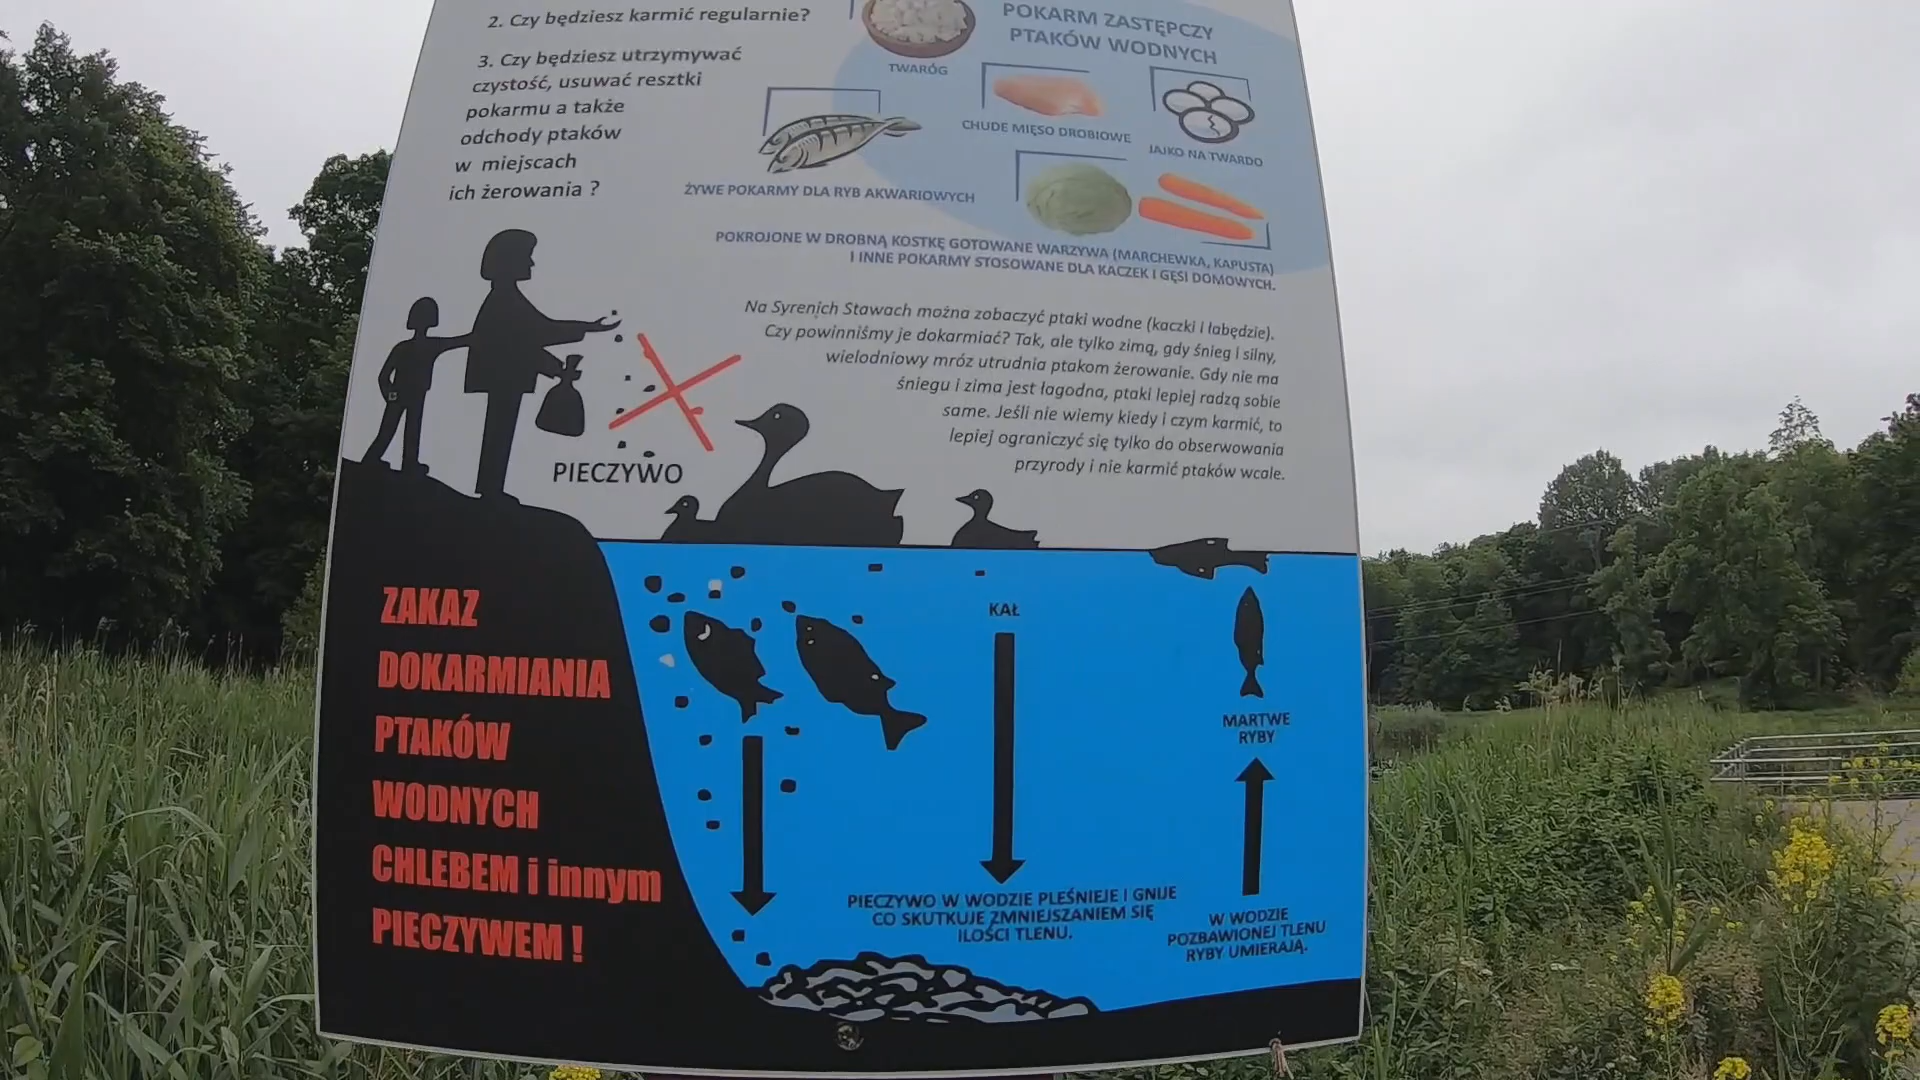 2. Czy będziesz karmić regularnie?
3. Czy będziesz utrzymywać
czystość, usuwać resztki
pokarmu a także
odchody ptaków
w miejscach
ich żerowania ?
POKARM ZASTĘPCZY
PTAKÓW WODNYCH
TWARÓG
CHUDE MIĘSO DROBIOWE
JAJKO NA TWARDO
ŻYWE POKARMY DLA RYB AKWARIOWYCH
POKROJONE W DROBNĄ KOSTKĘ GOTOWANE WARZYWA (MARCHEWKA, KAPUSTA)
I INNE POKARMY STOSOWANE DLA KACZEK I GĘSI DOMOWYCH.
Na Syrenich Stawach można zobaczyć ptaki wodne (kaczki i łabędzie).
Czy powinniśmy je dokarmiać? Tak, ale tylko zimą, gdy śnieg i silny,
wielodniowy mróz utrudnia ptakom żerowanie. Gdy nie ma
śniegu i zima jest łagodna, ptaki lepiej radzą sobie
same. Jeśli nie wiemy kiedy i czym karmić, to
lepiej ograniczyć się tylko do obserwowania
przyrody i nie karmić ptaków wcale.
PIECZYWO
ZAKAZ
DOKARMIANIA
PTAKÓW
WODNYCH
CHLEBEM i innym
PIECZYWEM !
KAŁ
MARTWE
RYBY
PIECZYWO W WODZIE PLEŚNIEJE I GNIJE
CO SKUTKUJE ZMNIEJSZANIEM SIĘ
ILOŚCI TLENU.
W WODZIE
POZBAWIONEJ TLENU
RYBY UMIERAJĄ.